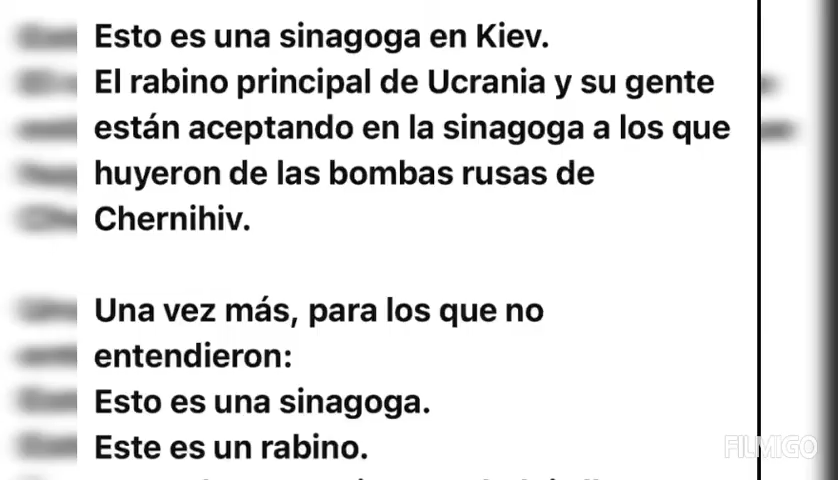 Esto es una sinagoga en Kiev.
El rabino principal de Ucrania y su gente
están aceptando en la sinagoga a los que
huyeron de las bombas rusas de
Chernihiv.
Una vez más, para los que no
entendieron:
Esto es una sinagoga.
Este es un rabino.
FILMIGO